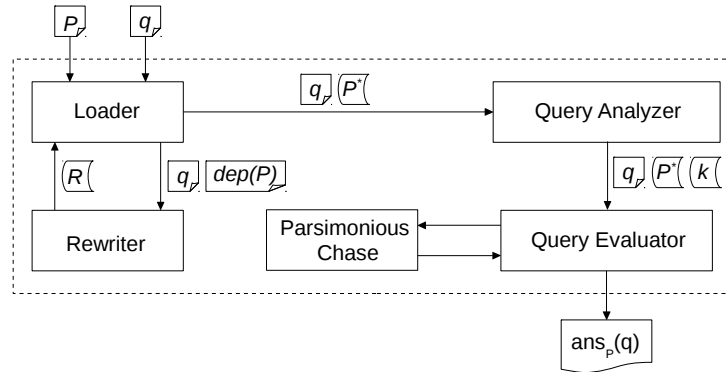 P q
q P*
Loader Query Analyzer
R q dep(P) q P* k
Rewriter Parsimonious Chase Query Evaluator
ansP(q)